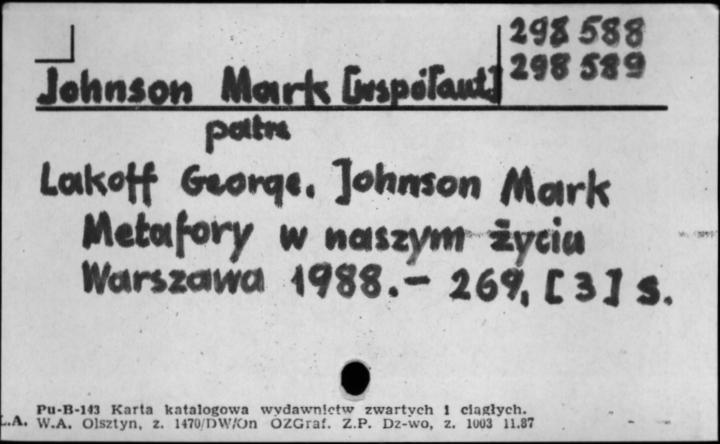 298 588
298 589
Johnson Mark [współaut]
patrz
Lakoff George, Johnson Mark
Metafory w naszym życiu
Warszawa 1988.- 269, [3] s.
Pu-B-143 Karta katalogowa wydawnictw zwartych i ciągłych.
L.A. W.A. Olsztyn, z. 1470/DW/On OZGraf. Z.P. Dz-wo, z. 1003 11.87